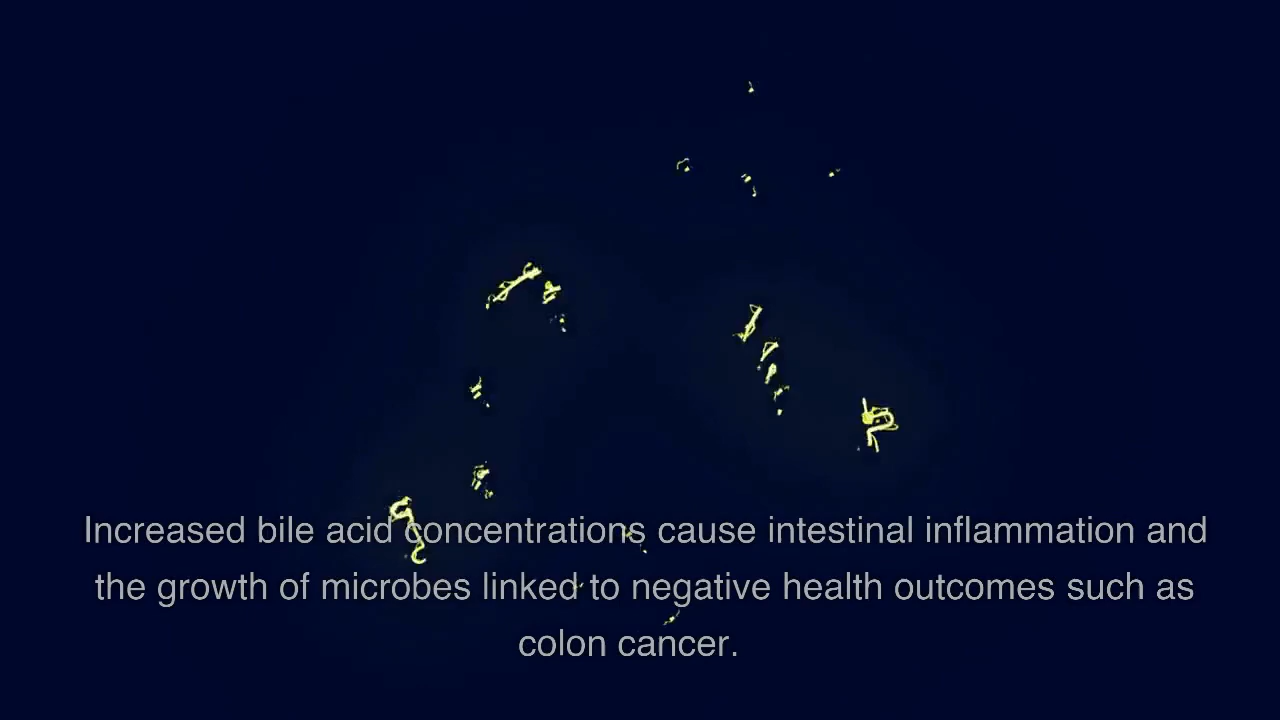 Increased bile acid concentrations cause intestinal inflammation and
the growth of microbes linked to negative health outcomes such as
colon cancer.